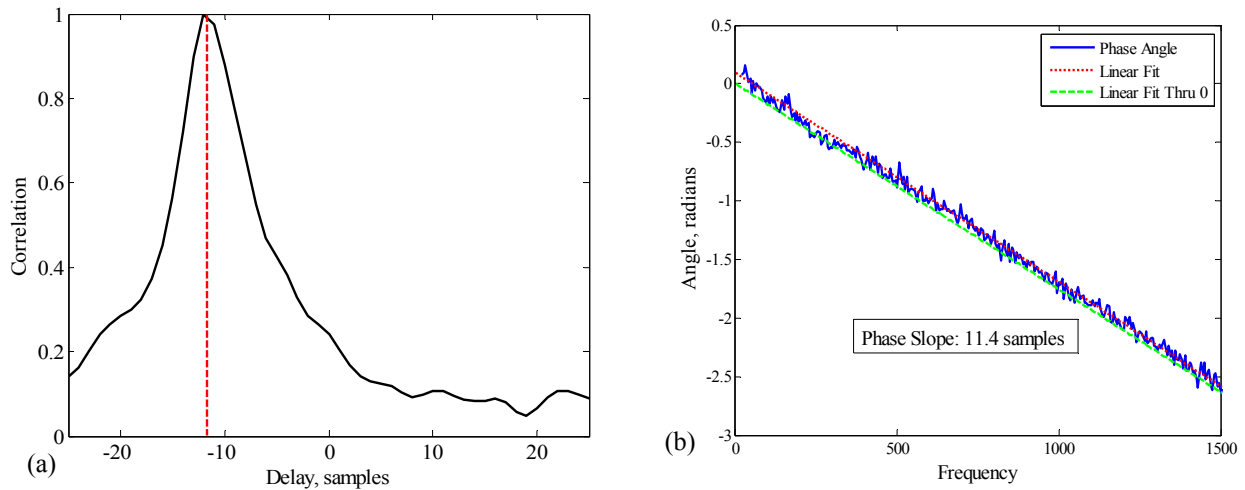 1
0.8
0.6
0.4
0.2
0
-20
-10
0
10
20
Correlation
Delay, samples
(a)
0.5
0
-0.5
-1
-1.5
-2
-2.5
-3
0
500
1000
1500
Angle, radians
Frequency
Phase Angle
Linear Fit
Linear Fit Thru 0
Phase Slope: 11.4 samples
(b)